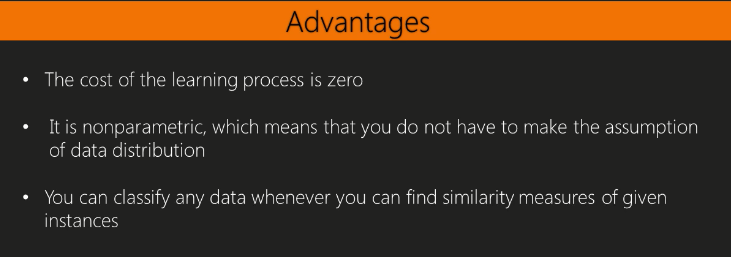 Advantages
• The cost of the learning process is zero
• It is nonparametric, which means that you do not have to make the assumption
of data distribution
• You can classify any data whenever you can find similarity measures of given
instances